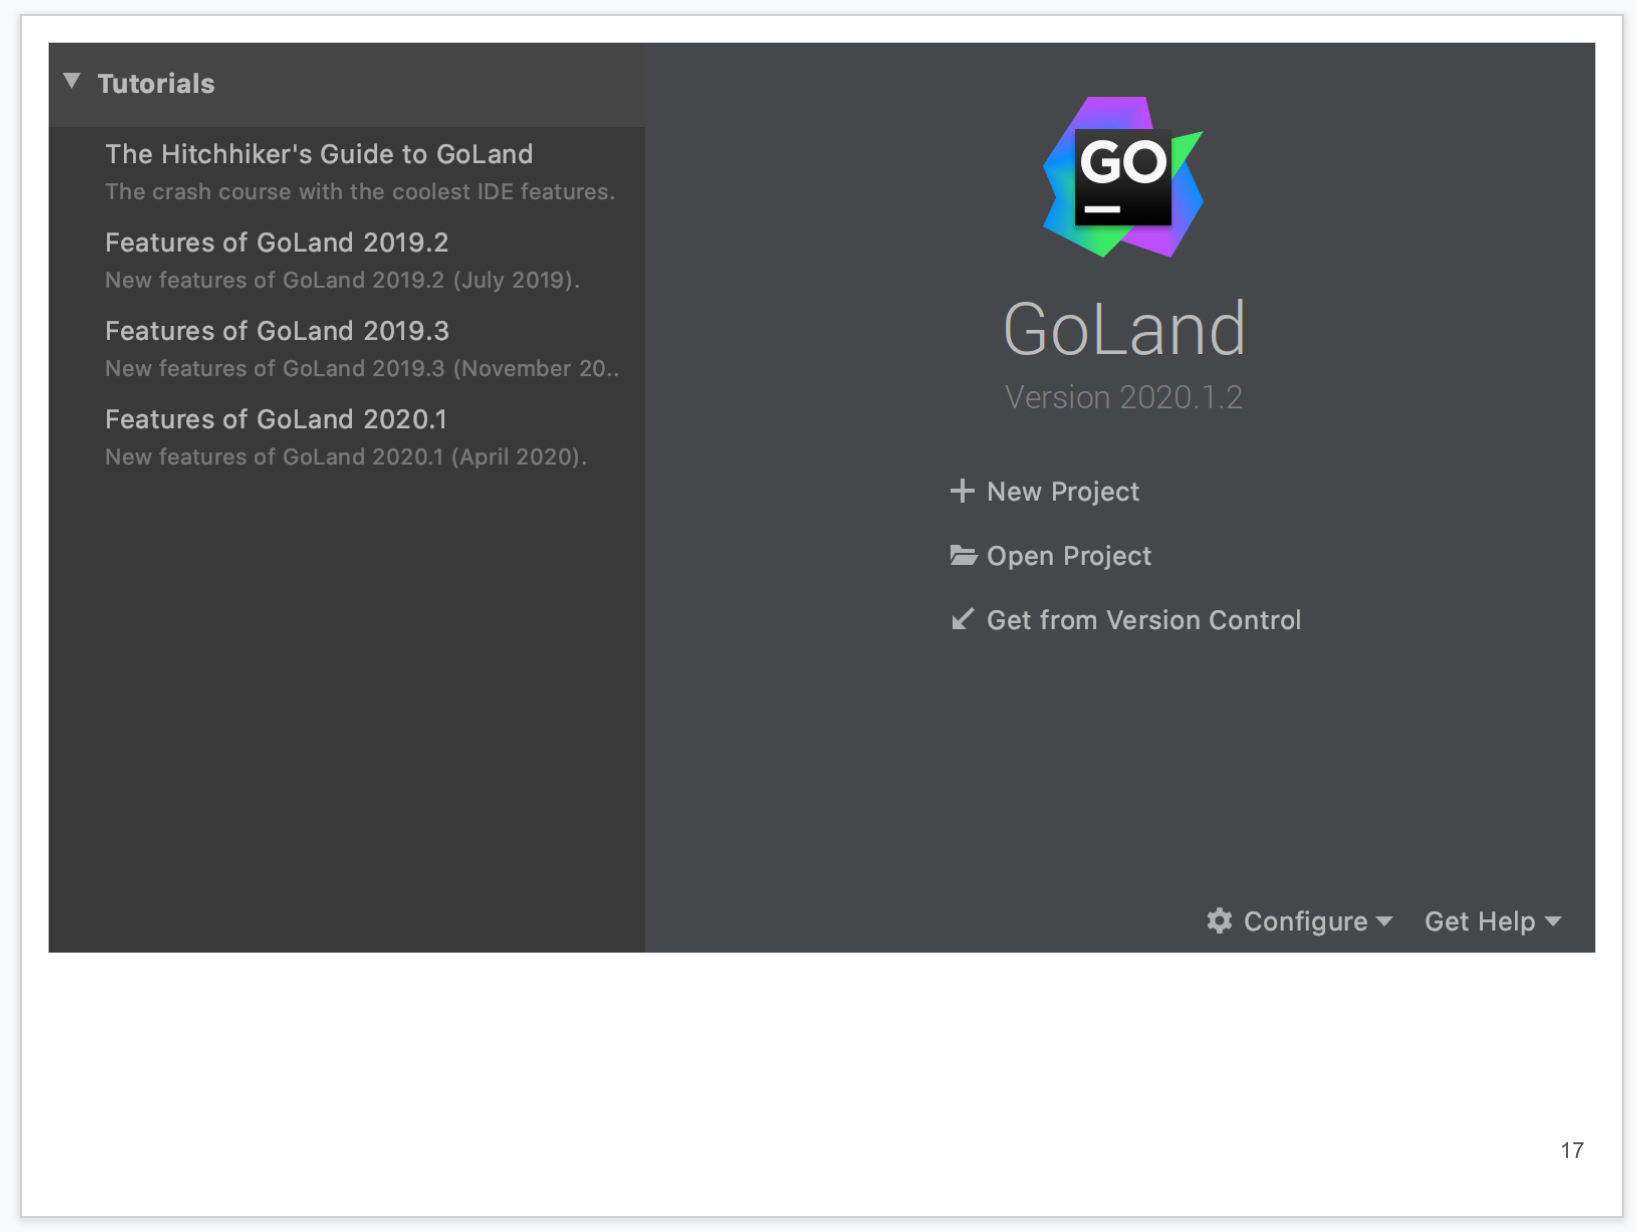 Tutorials
The Hitchhiker's Guide to GoLand
The crash course with the coolest IDE features.
Features of GoLand 2019.2
New features of GoLand 2019.2 (July 2019).
Features of GoLand 2019.3
New features of GoLand 2019.3 (November 20..
Features of GoLand 2020.1
New features of GoLand 2020.1 (April 2020).
GO
GoLand
Version 2020.1.2
New Project
Open Project
Get from Version Control
Configure
Get Help
17